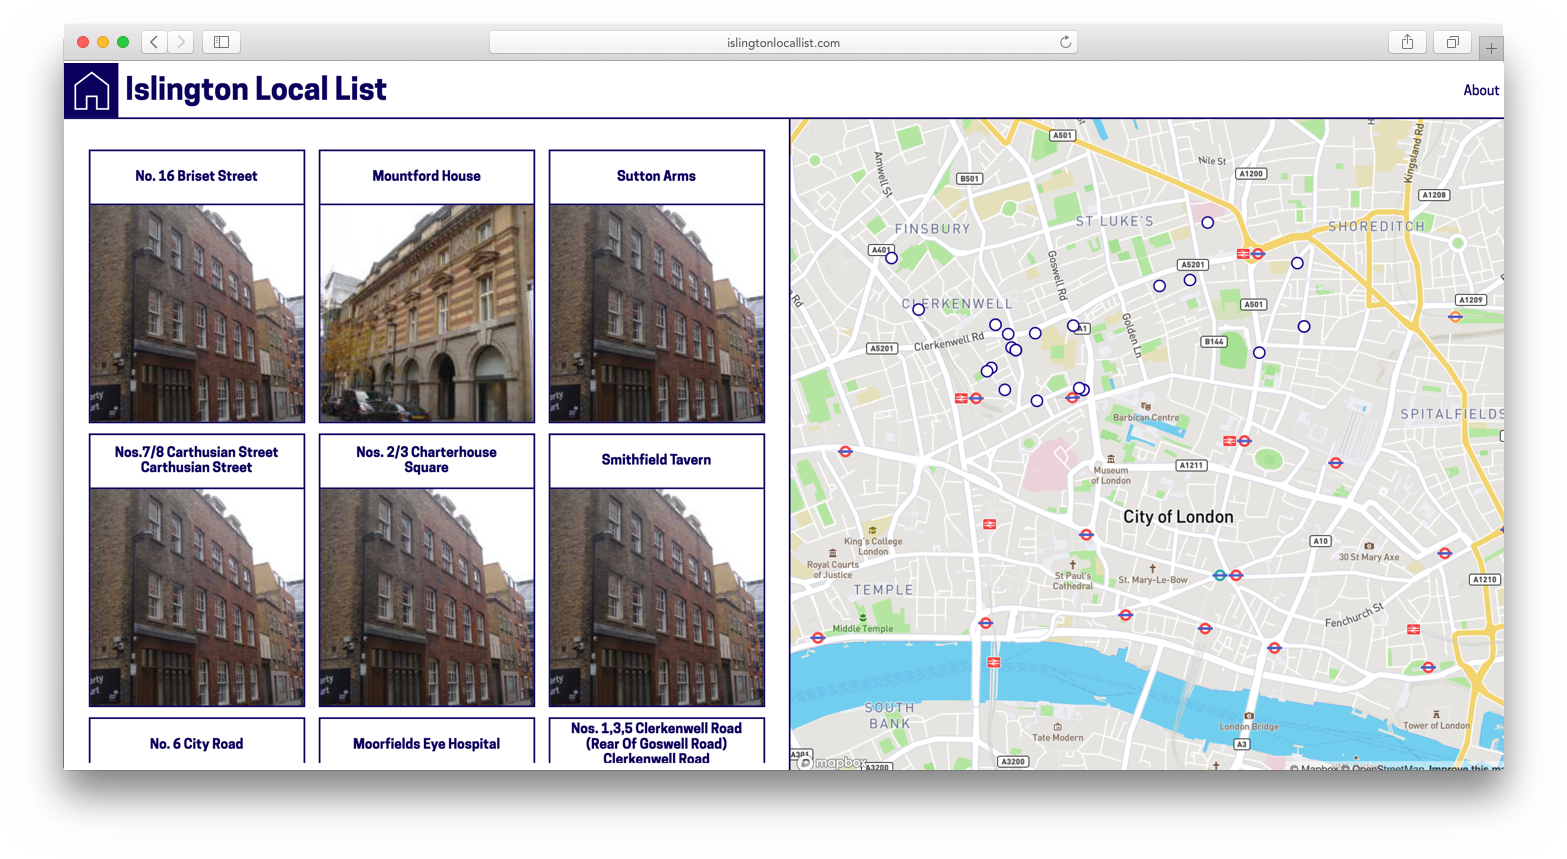 islingtonlocallist.com
Islington Local List
About
No. 16 Briset Street
Mountford House
Sutton Arms
Nos.7/8 Carthusian Street
Carthusian Street
Nos. 2/3 Charterhouse
Square
Smithfield Tavern
No. 6 City Road
Moorfields Eye Hospital
Nos. 1,3,5 Clerkenwell Road
(Rear Of Goswell Road)
Clerkenwell Road
A501
Nile St
Kingsland Rd
Amwell St
B501
A1200
A1208
FINSBURY
ST LUKE'S
SHOREDITCH
A401
Goswell Rd
A5201
CLERKENWELL
A501
A1209
Golden Ln
A1
Clerkenwell Rd
A5201
B144
Barbican Centre
SPITALFIELDS
Museum
of London
A1211
City of London
King's College
London
A10
30 St Mary Axe
Royal Courts
of Justice
St Paul's
Cathedral
St. Mary-Le-Bow
A1210
TEMPLE
Fenchurch St
Middle Temple
SOUTH
BANK
Tate Modern
London Bridge
Tower of London
A3
A301
mapbox
A3200
A3200
© Mapbox © OpenStreetMap Improve this ma